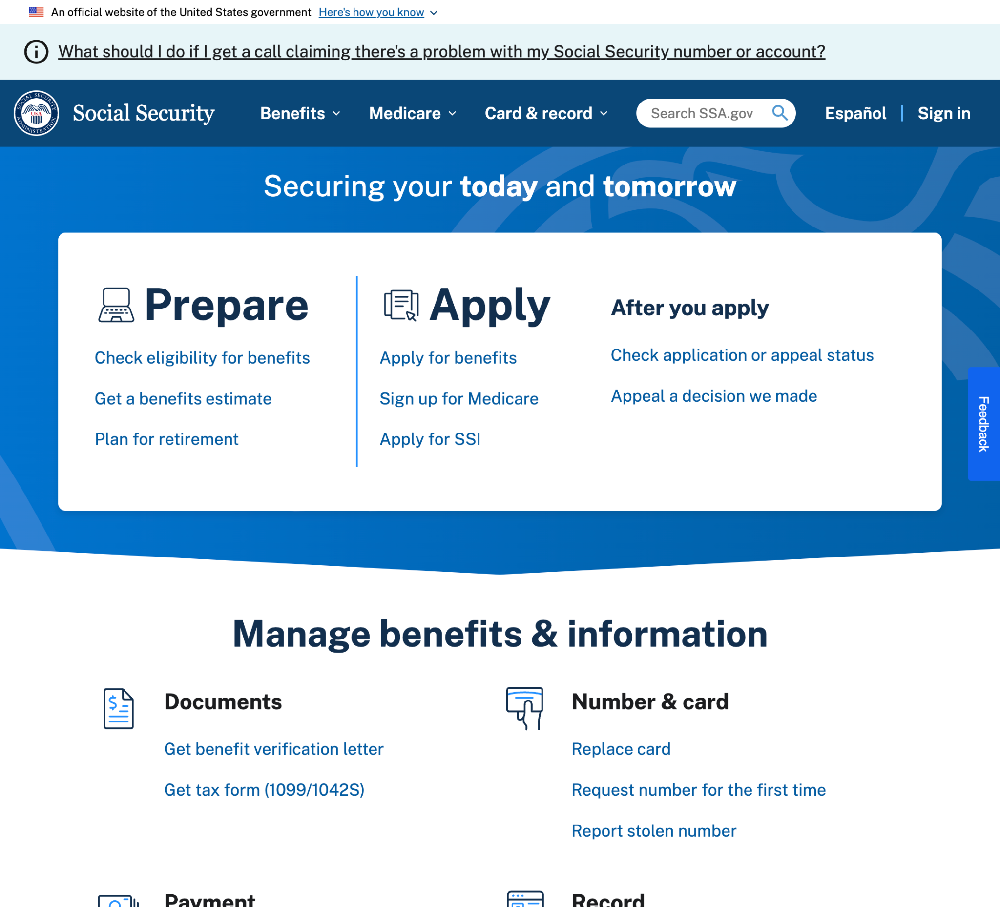 An official website of the United States government Here's how you know
What should I do if I get a call claiming there's a problem with my Social Security number or account?
SOCIAL SECURITY ADMINISTRATION
USA
Social Security
Benefits
Medicare
Card & record
Search SSA.gov
Español
Sign in
Securing your today and tomorrow
Prepare
Check eligibility for benefits
Get a benefits estimate
Plan for retirement
Apply
Apply for benefits
Sign up for Medicare
Apply for SSI
After you apply
Check application or appeal status
Appeal a decision we made
Feedback
Manage benefits & information
Documents
Get benefit verification letter
Get tax form (1099/1042S)
Number & card
Replace card
Request number for the first time
Report stolen number
Payment
Record